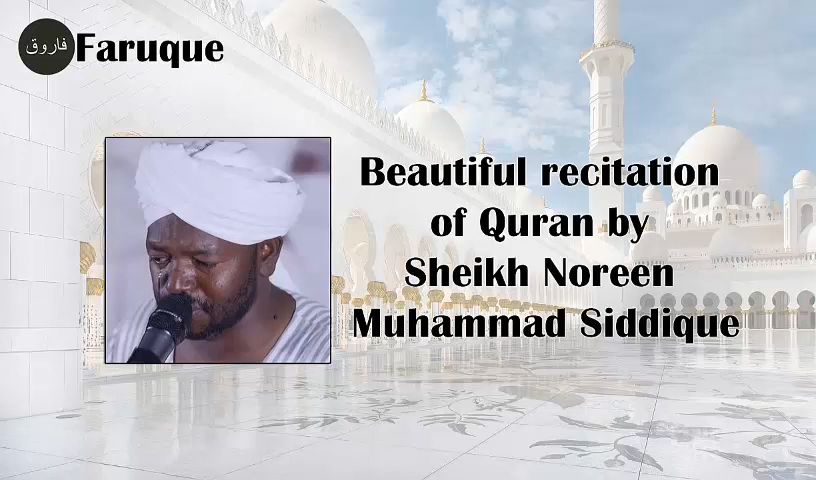 فاروق
Faruque
Beautiful recitation
of Quran by
Sheikh Noreen
Muhammad Siddique